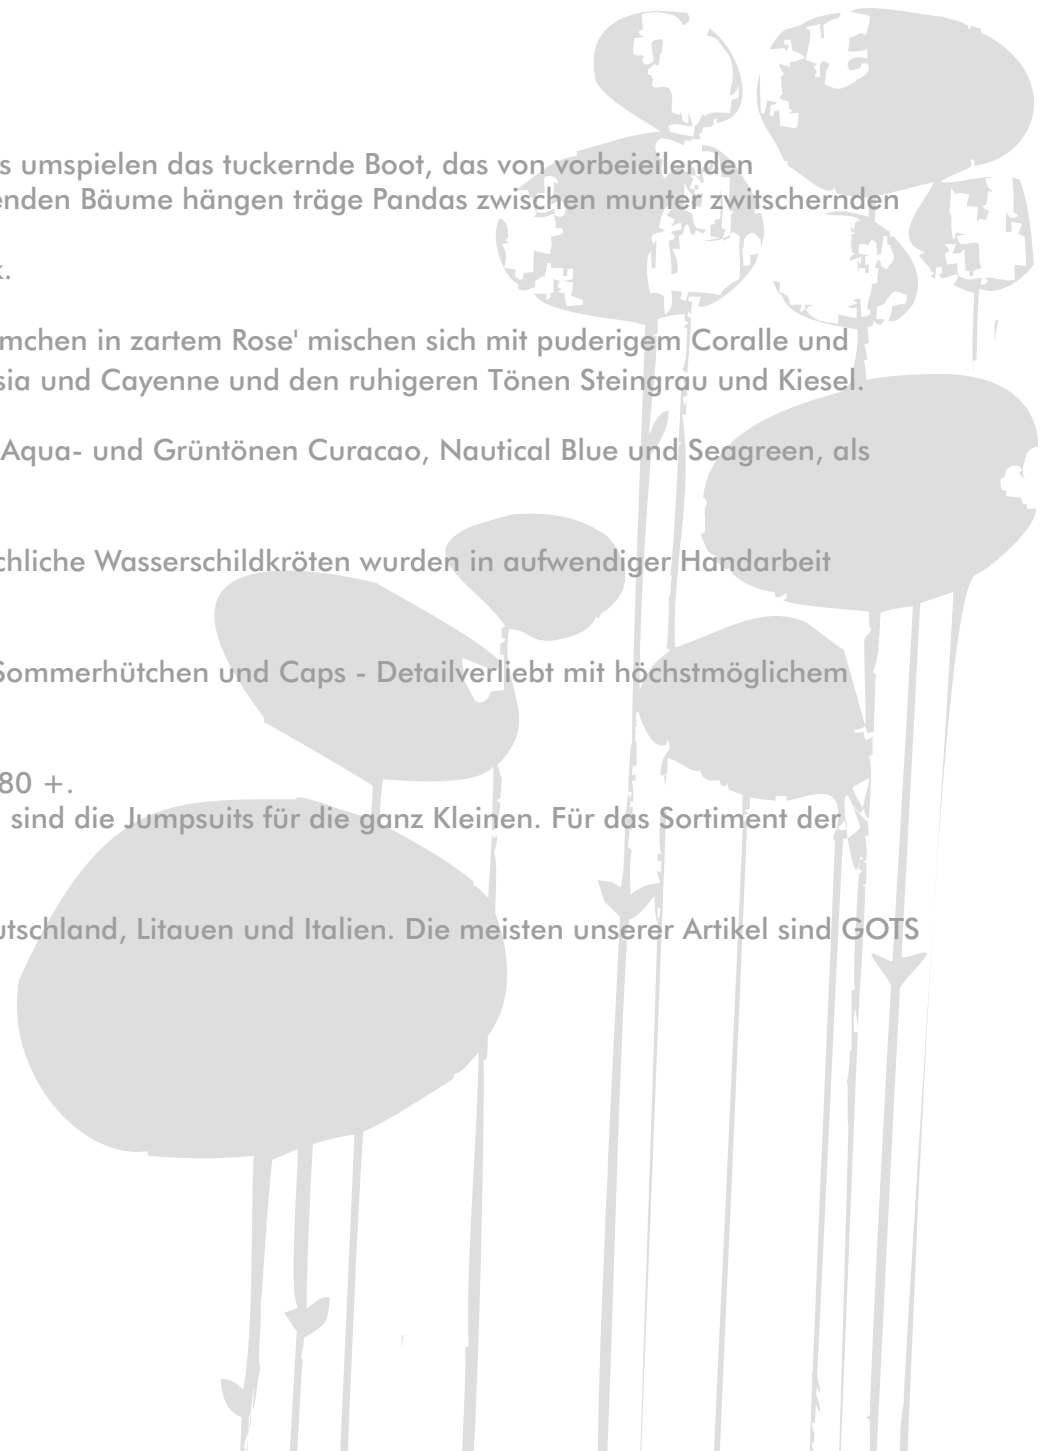 s umspielen das tuckernde Boot, das von vorbeieilenden
enden Bäume hängen träge Pandas zwischen munter zwitschernden
k.
mchen in zartem Rose' mischen sich mit puderigem Coralle und
sia und Cayenne und den ruhigeren Tönen Steingrau und Kiesel.
Aqua- und Grüntönen Curacao, Nautical Blue und Seagreen, als
chliche Wasserschildkröten wurden in aufwendiger Handarbeit
Sommerhütchen und Caps - Detailverliebt mit höchstmöglichem
80 +.
sind die Jumpsuits für die ganz Kleinen. Für das Sortiment der
utschland, Litauen und Italien. Die meisten unserer Artikel sind GOTS